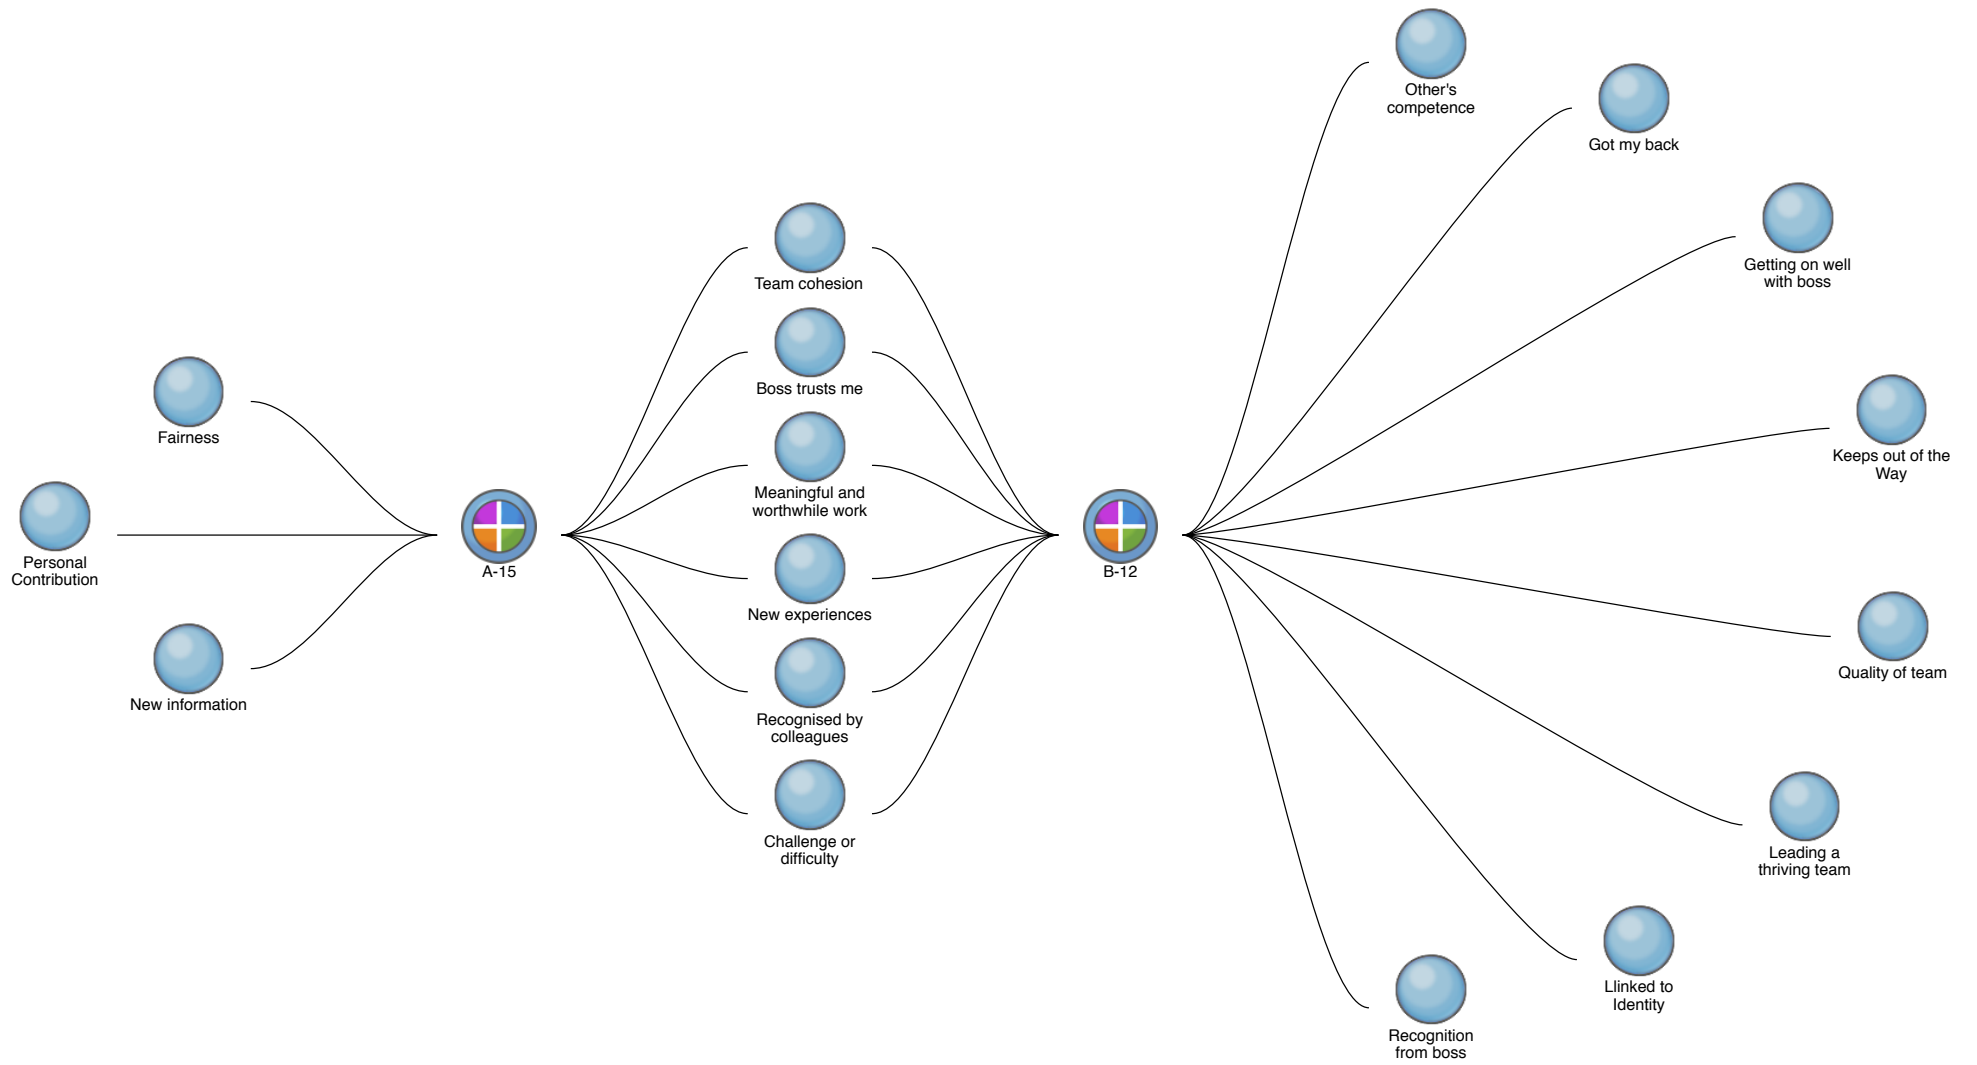 Other's
competence
Got my back
Getting on well
with boss
Team cohesion
Boss trusts me
Fairness
Keeps out of the
Way
Meaningful and
worthwhile work
Personal
Contribution
A-15
B-12
New experiences
Quality of team
New information
Recognised by
colleagues
Challenge or
difficulty
Leading a
thriving team
Llinked to
Identity
Recognition
from boss